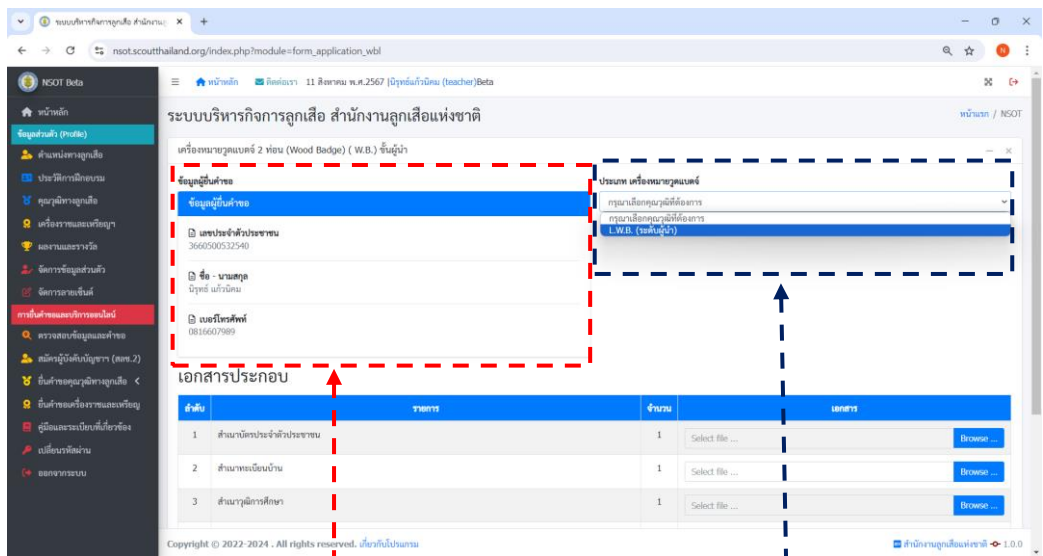 ระบบบริหารกิจการลูกเสือ สำนักงาน
nsot.scoutthailand.org/index.php?module=form_application_wbl
N
NSOT Beta
หน้าหลัก ติดต่อเรา 11 สิงหาคม พ.ศ.2567 |นิรุทธ์แก้วนิคม (teacher)Beta
หน้าหลัก
ข้อมูลส่วนตัว (Profile)
ตำแหน่งทางลูกเสือ
ประวัติการฝึกอบรม
คุณวุฒิทางลูกเสือ
เครื่องราชและเหรียญฯ
ผลงานและรางวัล
จัดการข้อมูลส่วนตัว
จัดการลายเซ็นต์
การยื่นคำขอและบริการออนไลน์
ตรวจสอบข้อมูลและคำขอ
สมัครผู้บังคับบัญชาฯ (ลลช.2)
ยื่นคำขอคุณวุฒิทางลูกเสือ
ยื่นคำขอเครื่องราชและเหรียญ
คู่มือและระเบียบที่เกี่ยวข้อง
เปลี่ยนรหัสผ่าน
ออกจากระบบ
ระบบบริหารกิจการลูกเสือ สำนักงานลูกเสือแห่งชาติ
หน้าแรก / NSOT
เครื่องหมายวูดแบดจ์ 2 ท่อน (Wood Badge) ( W.B.) ชั้นผู้นำ
ข้อมูลผู้ยื่นคำขอ
ข้อมูลผู้ยื่นคำขอ
เลขประจำตัวประชาชน
3660500532540
ชื่อ - นามสกุล
นิรุทธ์ แก้วนิคม
เบอร์โทรศัพท์
0816607989
ประเภท เครื่องหมายวูดแบดจ์
กรุณาเลือกคุณวุฒิที่ต้องการ
กรุณาเลือกคุณวุฒิที่ต้องการ
L.W.B. (ระดับผู้นำ)
เอกสารประกอบ
ลำดับ รายการ จำนวน เอกสาร
1 สำเนาบัตรประจำตัวประชาชน 1 Select file ... Browse ...
2 สำเนาทะเบียนบ้าน 1 Select file ... Browse ...
3 สำเนาวุฒิการศึกษา 1 Select file ... Browse ...
Copyright © 2022-2024 . All rights reserved. เกี่ยวกับโปรแกรม
สำนักงานลูกเสือแห่งชาติ 1.0.0